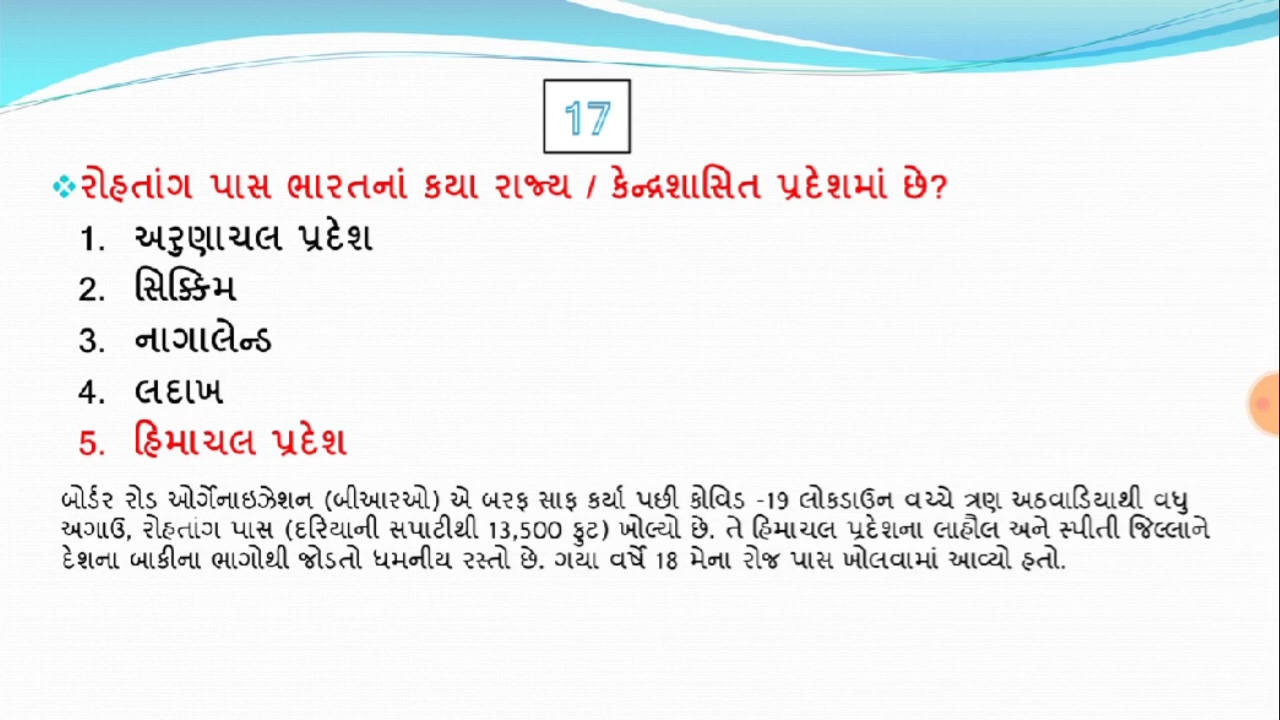 17
રોહતાંગ પાસ ભારતનાં કયા રાજ્ય / કેન્દ્રશાસિત પ્રદેશમાં છે?
1. અરુણાચલ પ્રદેશ
2. સિક્કિમ
3. નાગાલેન્ડ
4. લદાખ
5. હિમાચલ પ્રદેશ
બોર્ડર રોડ ઓર્ગેનાઇઝેશન (બીઆરઓ) એ બરફ સાફ કર્યા પછી કોવિડ -19 લોકડાઉન વચ્ચે ત્રણ અઠવાડિયાથી વધુ
અગાઉ, રોહતાંગ પાસ (દરિયાની સપાટીથી 13,500 ફુટ) ખોલ્યો છે. તે હિમાચલ પ્રદેશના લાહૌલ અને સ્પીતી જિલ્લાને
દેશના બાકીના ભાગોથી જોડતો ધમનીય રસ્તો છે. ગયા વર્ષે 18 મેના રોજ પાસ ખોલવામાં આવ્યો હતો.